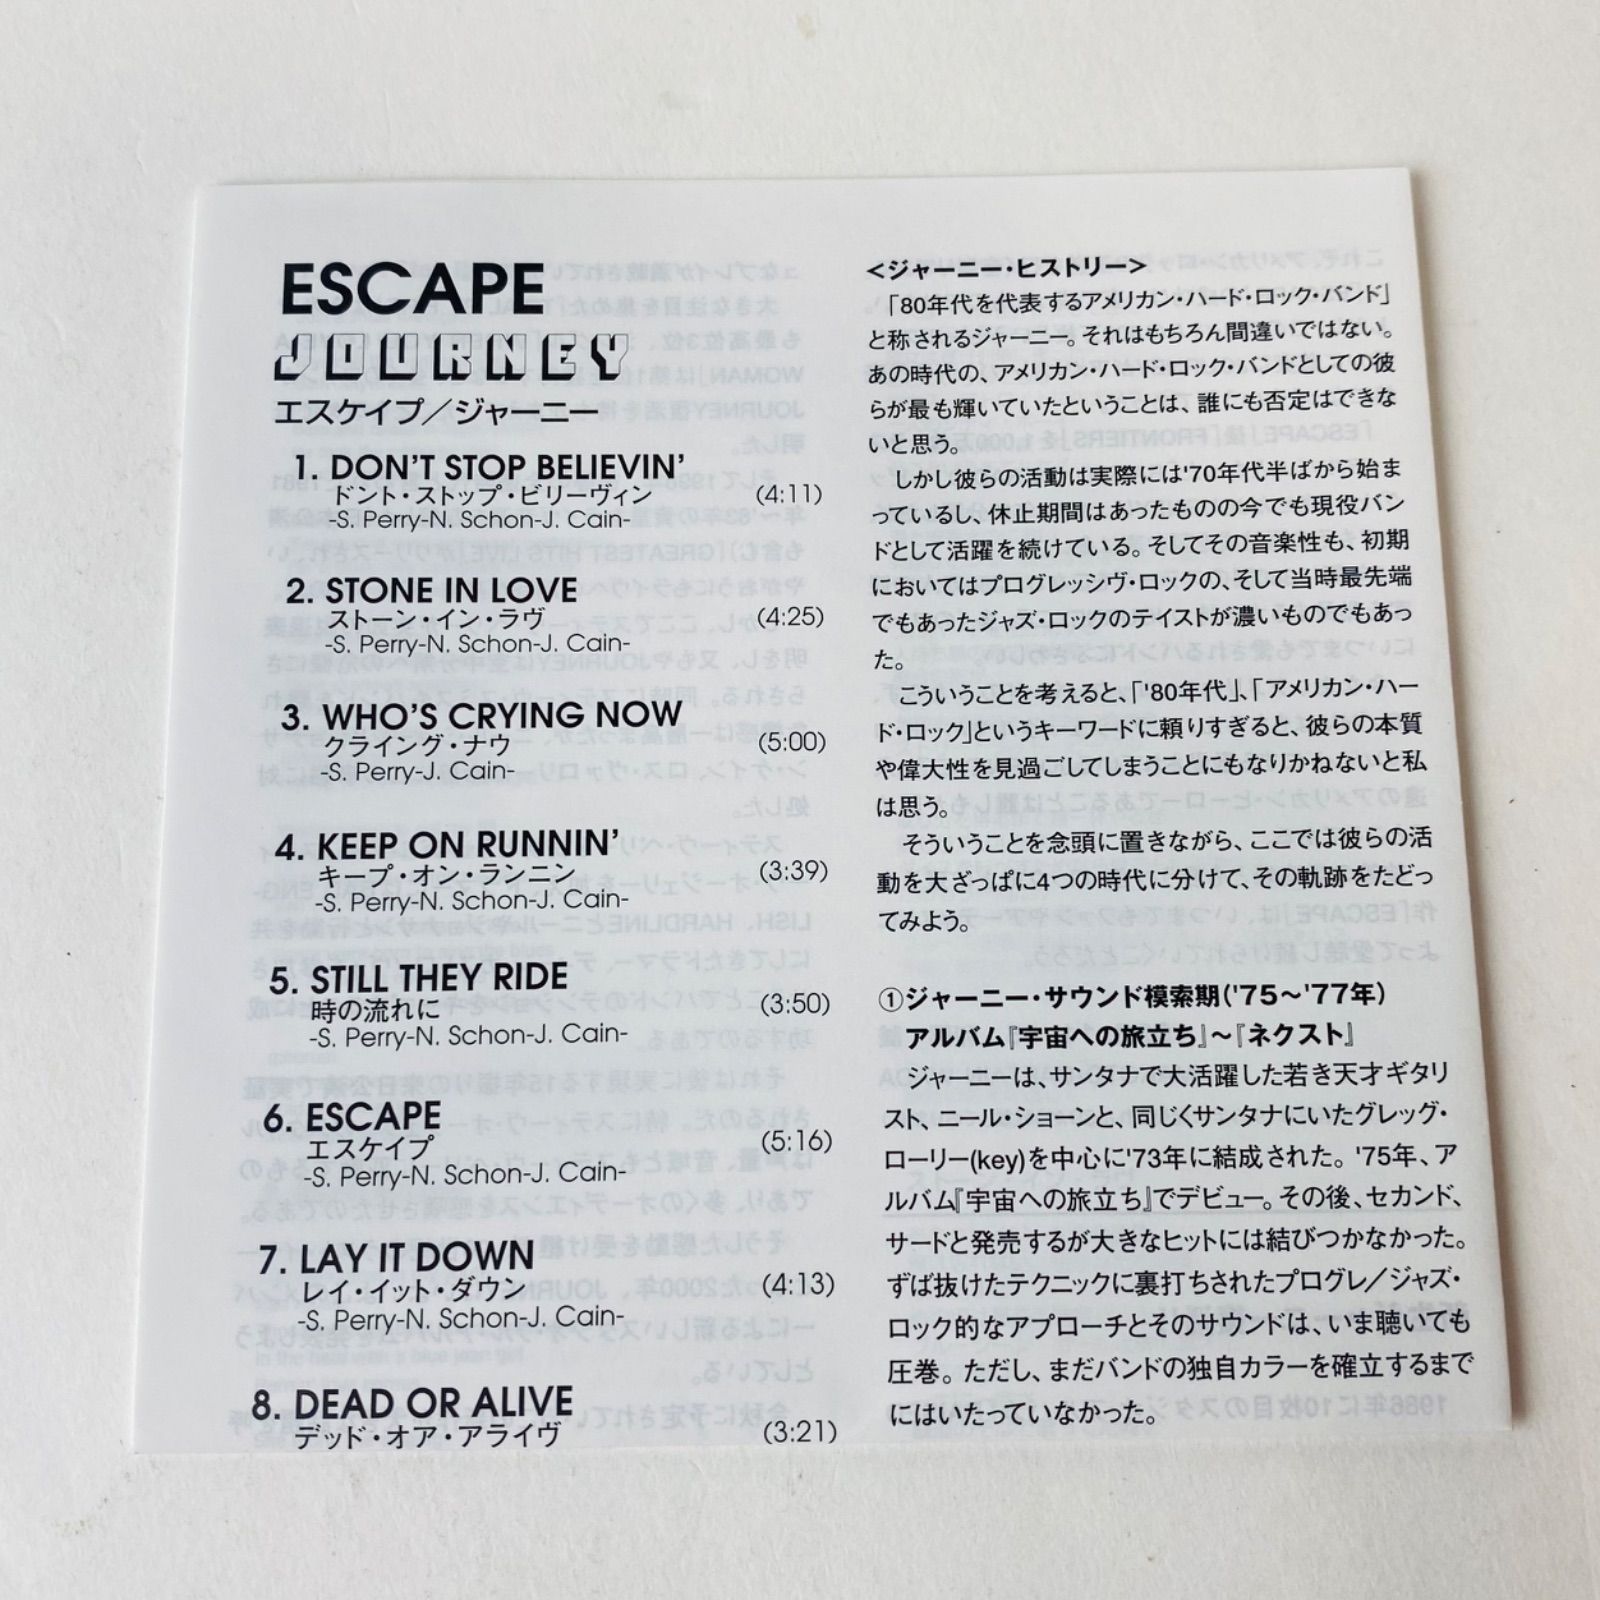 ESCAPE
JOURNEY
エスケイプ／ジャーニー
1. DON'T STOP BELIEVIN'
ドント・ストップ・ビリーヴィン (4:11)
-S. Perry-N. Schon-J. Cain-
2. STONE IN LOVE
ストーン・イン・ラヴ (4:25)
-S. Perry-N. Schon-J. Cain-
3. WHO'S CRYING NOW
クライング・ナウ (5:00)
-S. Perry-J. Cain-
4. KEEP ON RUNNIN'
キープ・オン・ランニン (3:39)
-S. Perry-N. Schon-J. Cain-
5. STILL THEY RIDE
時の流れに (3:50)
-S. Perry-N. Schon-J. Cain-
6. ESCAPE
エスケイプ (5:16)
-S. Perry-N. Schon-J. Cain-
7. LAY IT DOWN
レイ・イット・ダウン (4:13)
-S. Perry-N. Schon-J. Cain-
8. DEAD OR ALIVE
デッド・オア・アライヴ (3:21)
＜ジャーニー・ヒストリー＞
「'80年代を代表するアメリカン・ハード・ロック・バンド」
と称されるジャーニー。それはもちろん間違いではない。
あの時代の、アメリカン・ハード・ロック・バンドとしての彼
らが最も輝いていたということは、誰にも否定はできな
いと思う。
しかし彼らの活動は実際には'70年代半ばから始ま
っているし、休止期間はあったものの今でも現役バン
ドとして活躍を続けている。そしてその音楽性も、初期
においてはプログレッシヴ・ロックの、そして当時最先端
でもあったジャズ・ロックのテイストが濃いものでもあっ
た。
こういうことを考えると、「'80年代」、「アメリカン・ハー
ド・ロック」というキーワードに頼りすぎると、彼らの本質
や偉大性を見過ごしてしまうことにもなりかねないと私
は思う。
そういうことを念頭に置きながら、ここでは彼らの活
動を大ざっぱに4つの時代に分けて、その軌跡をたどっ
てみよう。
①ジャーニー・サウンド模索期('75～'77年)
アルバム『宇宙への旅立ち』～『ネクスト』
ジャーニーは、サンタナで大活躍した若き天才ギタリ
スト、ニール・ショーンと、同じくサンタナにいたグレッグ・
ローリー(key)を中心に'73年に結成された。'75年、ア
ルバム『宇宙への旅立ち』でデビュー。その後、セカンド、
サードと発売するが大きなヒットには結びつかなかった。
ずば抜けたテクニックに裏打ちされたプログレ／ジャズ・
ロック的なアプローチとそのサウンドは、いま聴いても
圧巻。ただし、まだバンドの独自カラーを確立するまで
にはいたっていなかった。